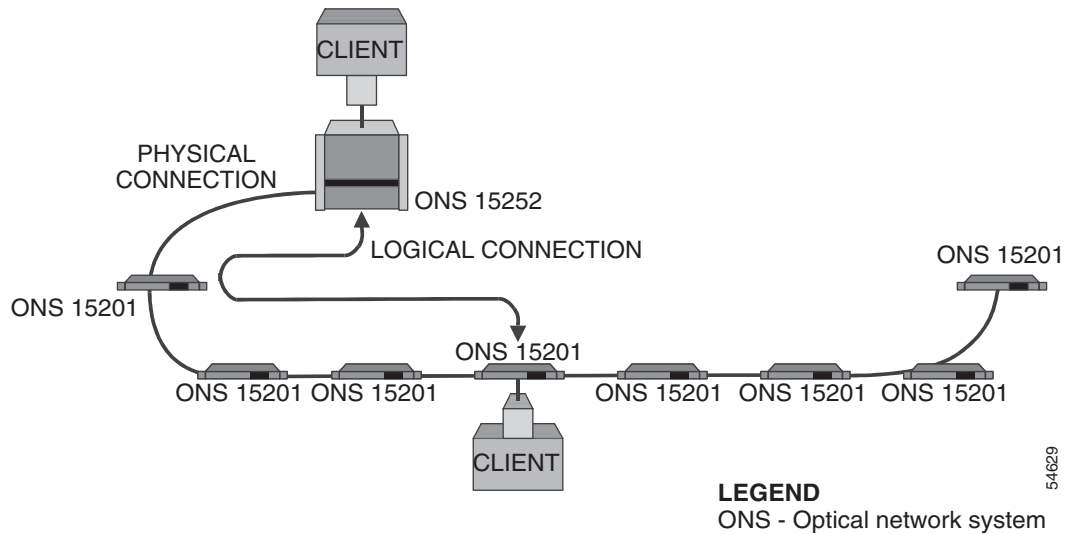 CLIENT
PHYSICAL
CONNECTION
ONS 15252
LOGICAL CONNECTION
ONS 15201
ONS 15201
ONS 15201
ONS 15201
ONS 15201
ONS 15201
ONS 15201
ONS 15201
CLIENT
54629
LEGEND
ONS - Optical network system